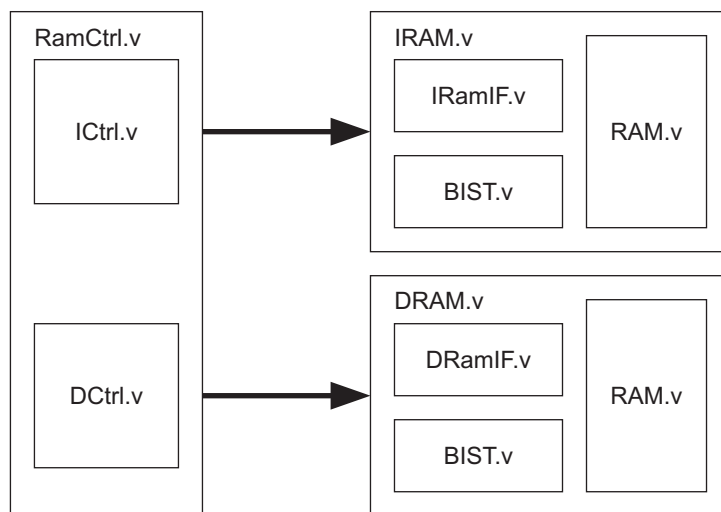 RamCtrl.v
ICtrl.v
DCtrl.v
IRAM.v
IRamIF.v
BIST.v
RAM.v
DRAM.v
DRamIF.v
BIST.v
RAM.v